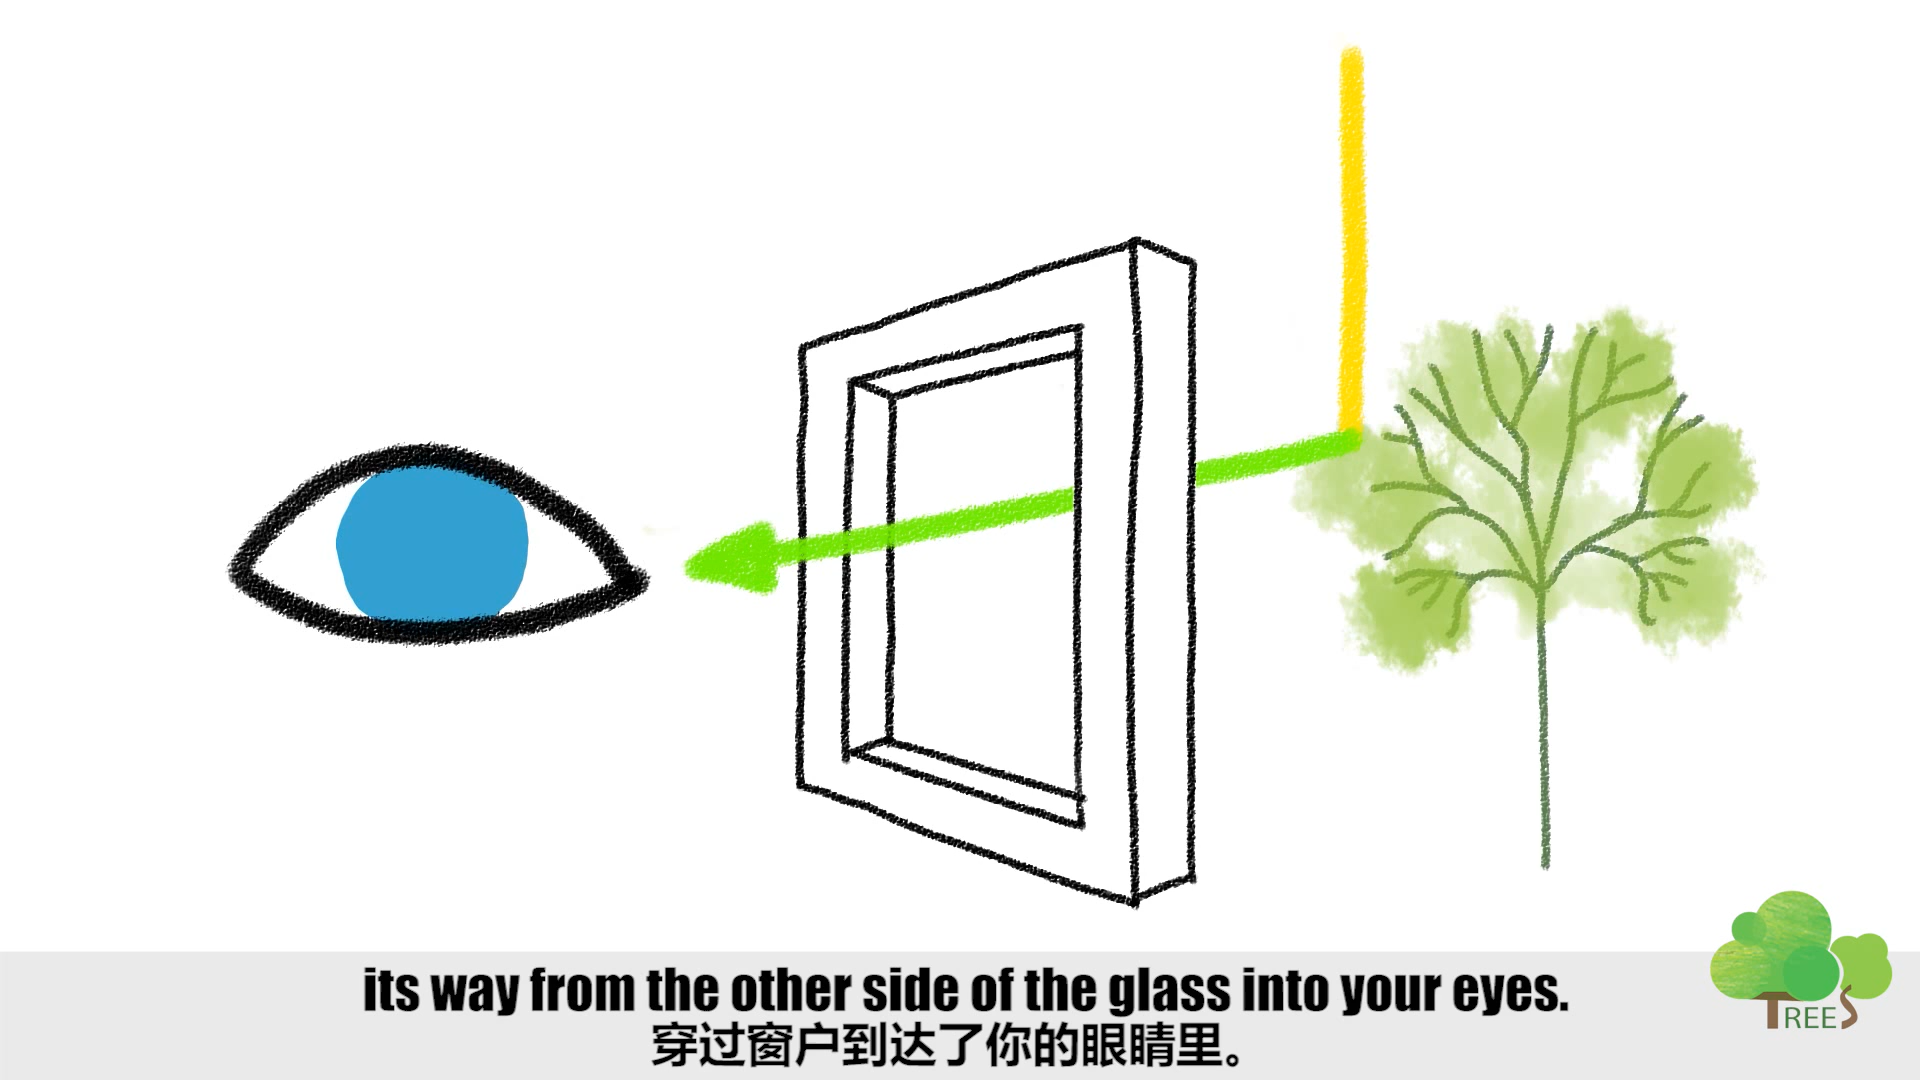 its way from the other side of the glass into your eyes.
穿过窗户到达了你的眼睛里。
TREES